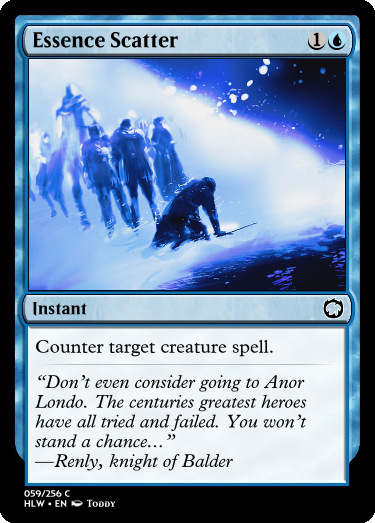 Essence Scatter 1
Instant
Counter target creature spell.
“Don’t even consider going to Anor
Londo. The centuries greatest heroes
have all tried and failed. You won’t
stand a chance…”
—Renly, knight of Balder
059/256 C
HLW • EN Toddy